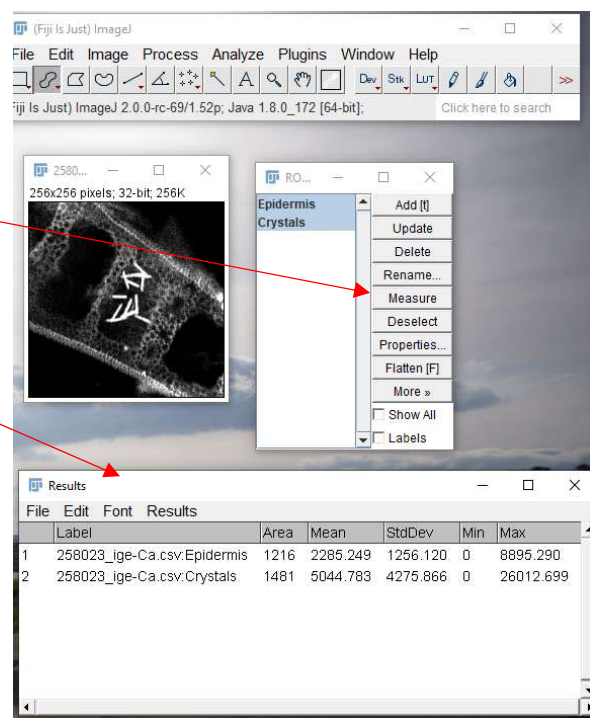 (Fiji Is Just) ImageJ
File Edit Image Process Analyze Plugins Window Help
Dev Stk LUT >>
Fiji Is Just) ImageJ 2.0.0-rc-69/1.52p; Java 1.8.0_172 [64-bit]; Click here to search
2580...
256x256 pixels; 32-bit; 256K
RO...
Epidermis
Crystals
Add [t]
Update
Delete
Rename...
Measure
Deselect
Properties...
Flatten [F]
More »
Show All
Labels
Results
File Edit Font Results
Label Area Mean StdDev Min Max
1 258023_ige-Ca.csv:Epidermis 1216 2285.249 1256.120 0 8895.290
2 258023_ige-Ca.csv:Crystals 1481 5044.783 4275.866 0 26012.699